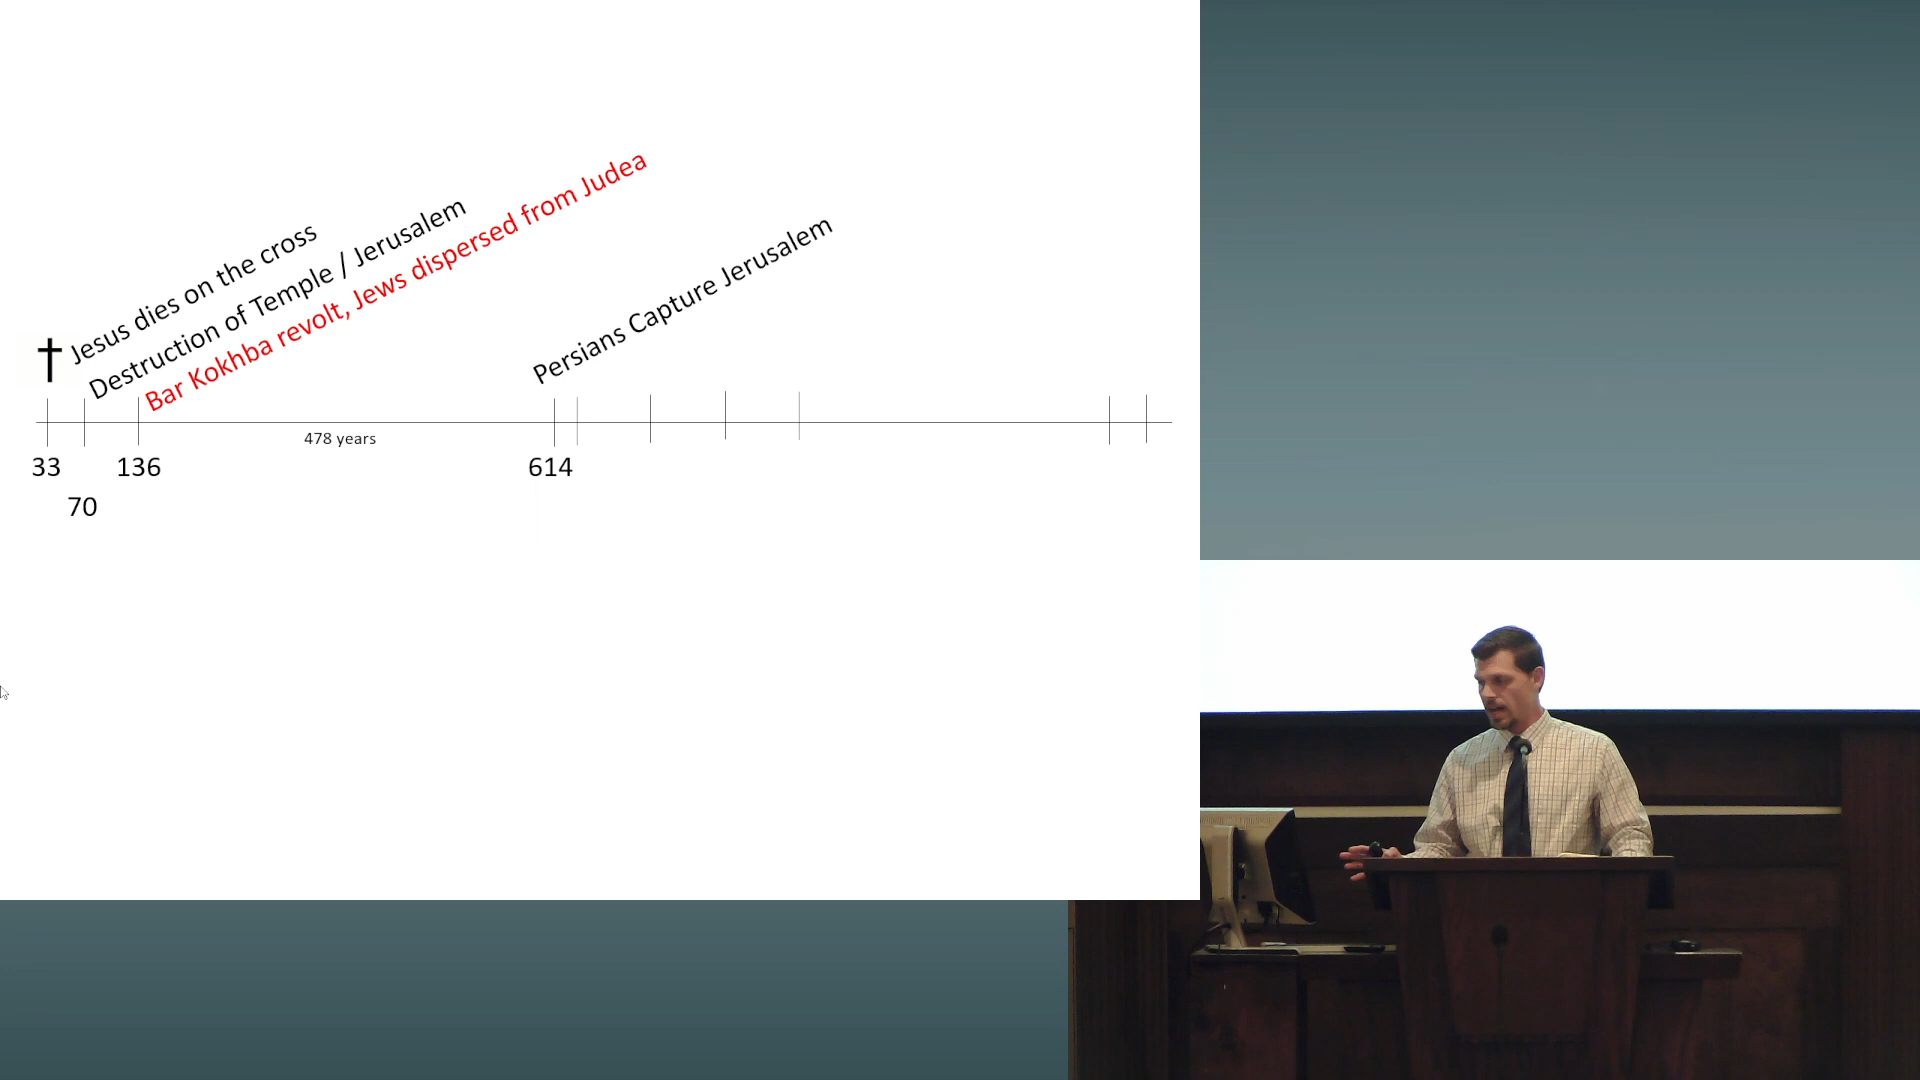 Jesus dies on the cross
Destruction of Temple / Jerusalem
Bar Kokhba revolt, Jews dispersed from Judea
Persians Capture Jerusalem
478 years
33
136
614
70